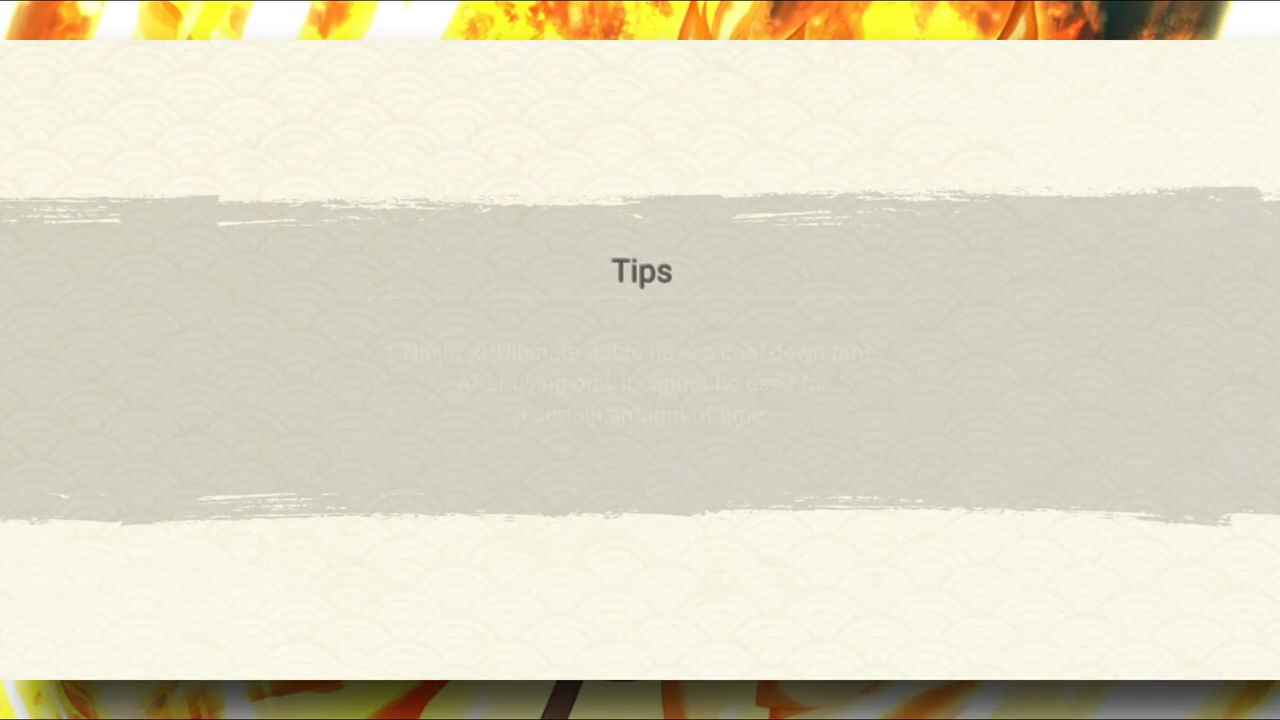 Tips
Ninjutsu/Ultimate Jutsu have a cool down time
After using one, it cannot be used for
a certain amount of time